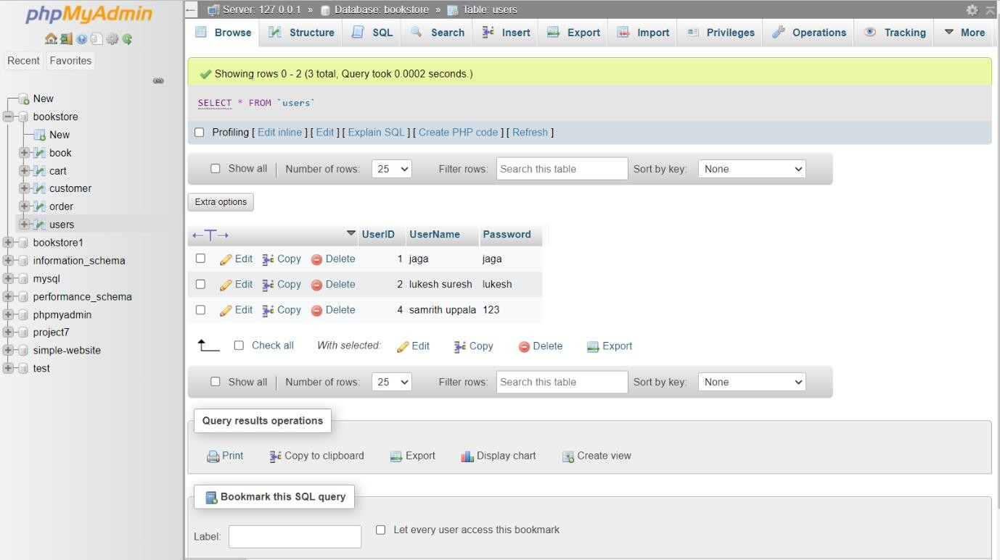 phpMyAdmin
Recent Favorites
New
bookstore
New
book
cart
customer
order
users
bookstore1
information_schema
mysql
performance_schema
phpmyadmin
project7
simple-website
test
Server: 127.0.0.1 » Database: bookstore » Table: users
Browse Structure SQL Search Insert Export Import Privileges Operations Tracking More
Showing rows 0 - 2 (3 total, Query took 0.0002 seconds.)
SELECT * FROM `users`
Profiling [ Edit inline ] [ Edit ] [ Explain SQL ] [ Create PHP code ] [ Refresh ]
Show all | Number of rows: 25 Filter rows: Search this table Sort by key: None
Extra options
←T→ UserID UserName Password
Edit Copy Delete 1 jaga jaga
Edit Copy Delete 2 lukesh suresh lukesh
Edit Copy Delete 4 samrith uppala 123
Check all With selected: Edit Copy Delete Export
Show all | Number of rows: 25 Filter rows: Search this table Sort by key: None
Query results operations
Print Copy to clipboard Export Display chart Create view
Bookmark this SQL query
Label: Let every user access this bookmark